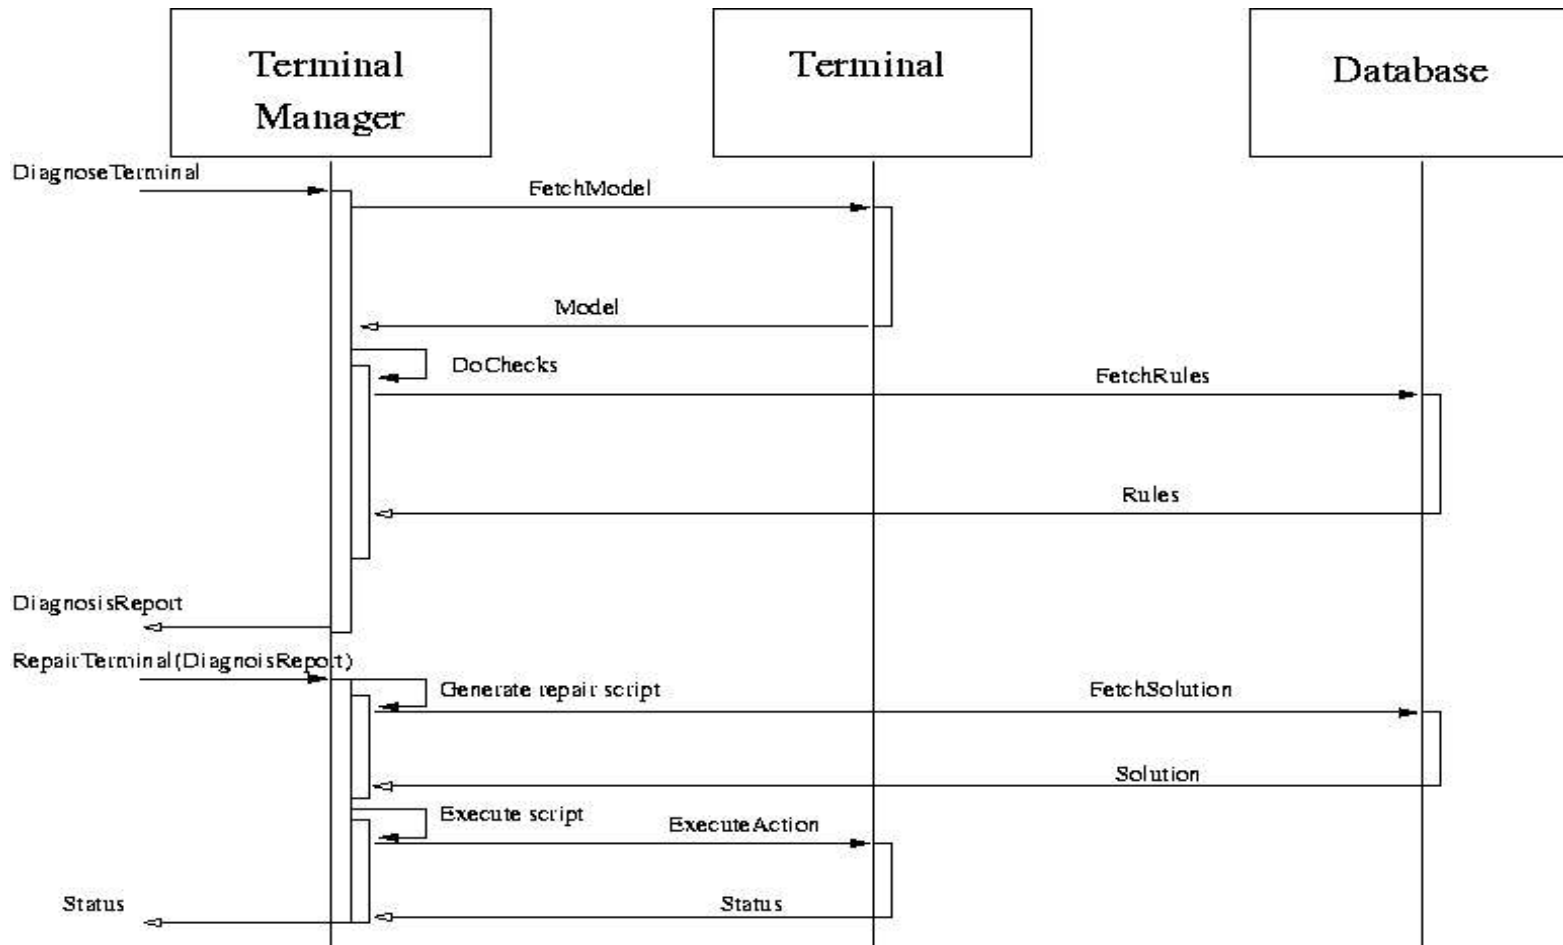 Terminal
Manager
Terminal
Database
DiagnoseTerminal
FetchModel
Model
DoChecks
FetchRules
Rules
DiagnosisReport
RepairTerminal(DiagnoisReport)
Generate repair script
FetchSolution
Solution
Execute script
ExecuteAction
Status
Status